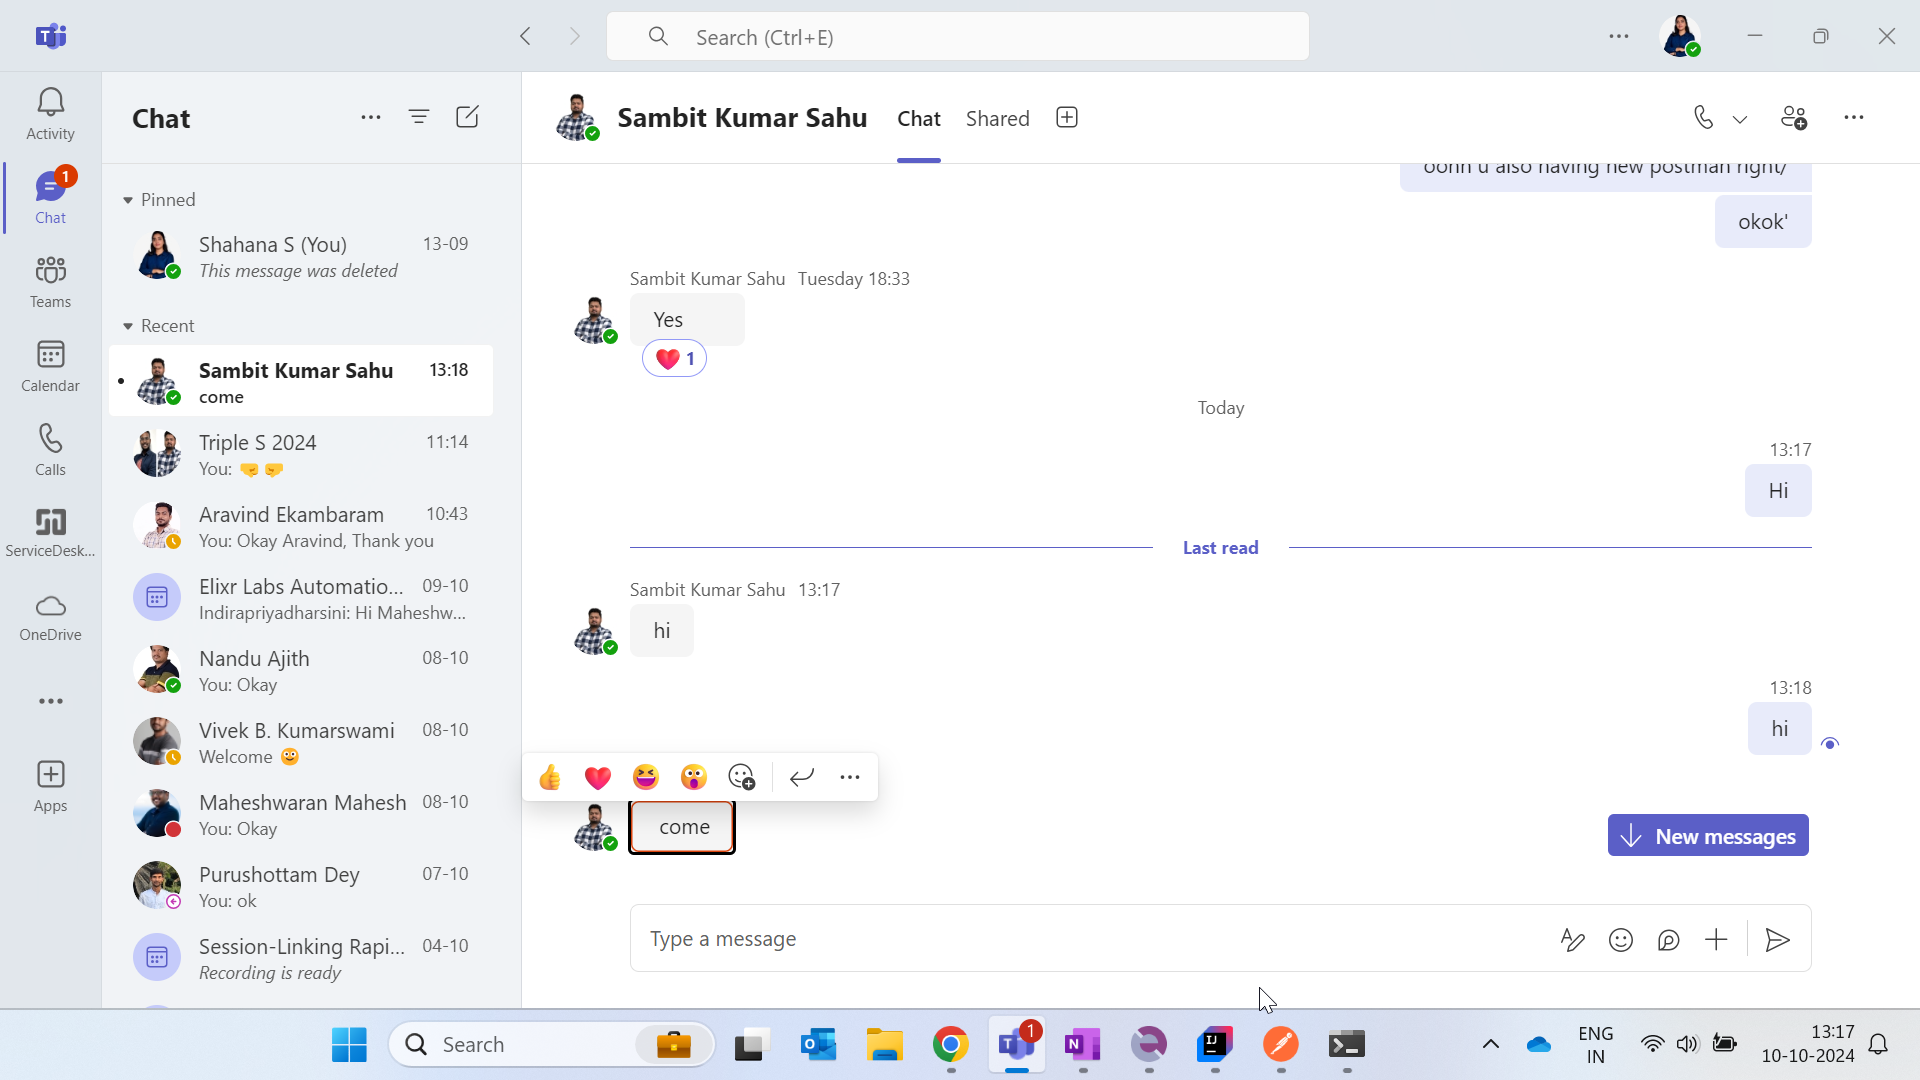 Search (Ctrl+E)
Activity
1
Chat
Teams
Calendar
Calls
ServiceDesk...
OneDrive
Apps
Chat
Pinned
Shahana S (You) 13-09
This message was deleted
Recent
Sambit Kumar Sahu 13:18
come
Triple S 2024 11:14
You: 🤜 🤛
Aravind Ekambaram 10:43
You: Okay Aravind, Thank you
Elixr Labs Automatio... 09-10
Indirapriyadharsini: Hi Maheshw...
Nandu Ajith 08-10
You: Okay
Vivek B. Kumarswami 08-10
Welcome 🙂
Maheshwaran Mahesh 08-10
You: Okay
Purushottam Dey 07-10
You: ok
Session-Linking Rapi... 04-10
Recording is ready
Sambit Kumar Sahu Chat Shared
oohh u also having new postman right/
okok'
Sambit Kumar Sahu Tuesday 18:33
Yes
❤️ 1
Today
13:17
Hi
Last read
Sambit Kumar Sahu 13:17
hi
13:18
hi
come
New messages
Type a message
Search
1
ENG
IN
13:17
10-10-2024